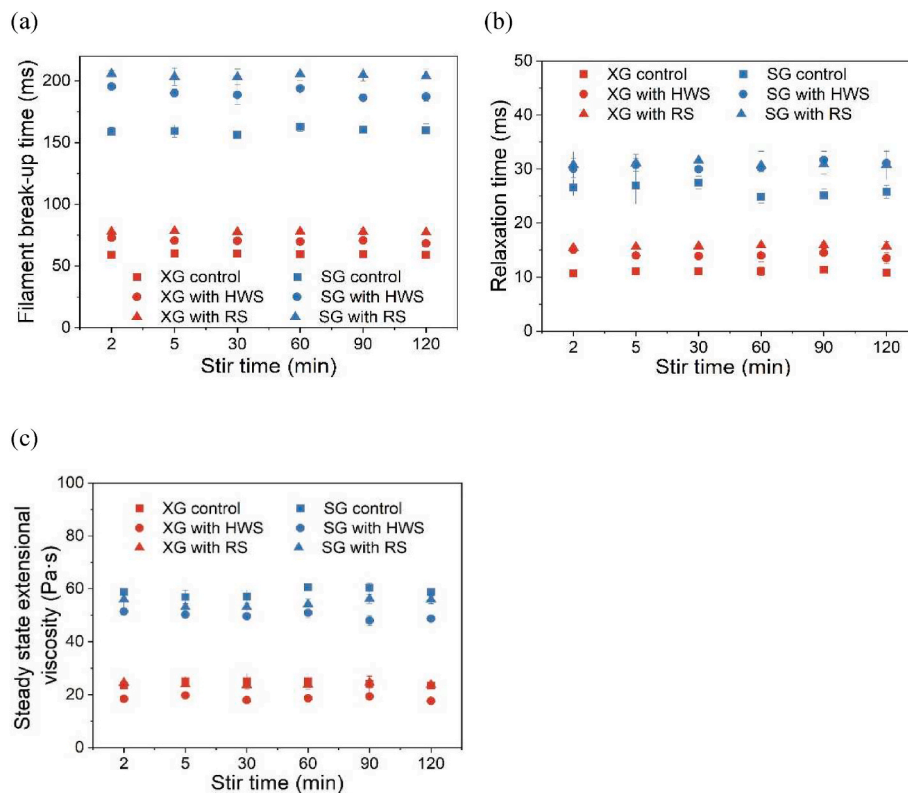 (a)
Filament break-up time (ms)
200
150
100
50
0
XG control
SG control
XG with HWS
SG with HWS
XG with RS
SG with RS
2 5 30 60 90 120
Stir time (min)
(b)
Relaxation time (ms)
50
40
30
20
10
0
XG control
SG control
XG with HWS
SG with HWS
XG with RS
SG with RS
2 5 30 60 90 120
Stir time (min)
(c)
Steady state extensional
viscosity (Pa·s)
100
80
60
40
20
0
XG control
SG control
XG with HWS
SG with HWS
XG with RS
SG with RS
2 5 30 60 90 120
Stir time (min)